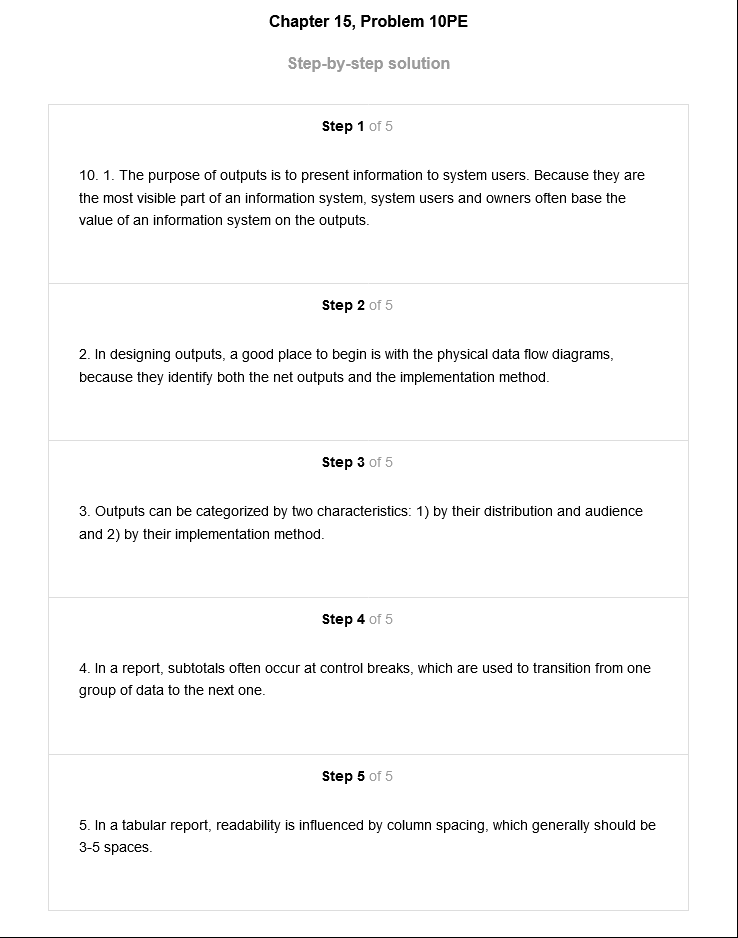 Chapter 15, Problem 10PE
Step-by-step solution
Step 1 of 5
10. 1. The purpose of outputs is to present information to system users. Because they are
the most visible part of an information system, system users and owners often base the
value of an information system on the outputs.
Step 2 of 5
2. In designing outputs, a good place to begin is with the physical data flow diagrams,
because they identify both the net outputs and the implementation method.
Step 3 of 5
3. Outputs can be categorized by two characteristics: 1) by their distribution and audience
and 2) by their implementation method.
Step 4 of 5
4. In a report, subtotals often occur at control breaks, which are used to transition from one
group of data to the next one.
Step 5 of 5
5. In a tabular report, readability is influenced by column spacing, which generally should be
3-5 spaces.